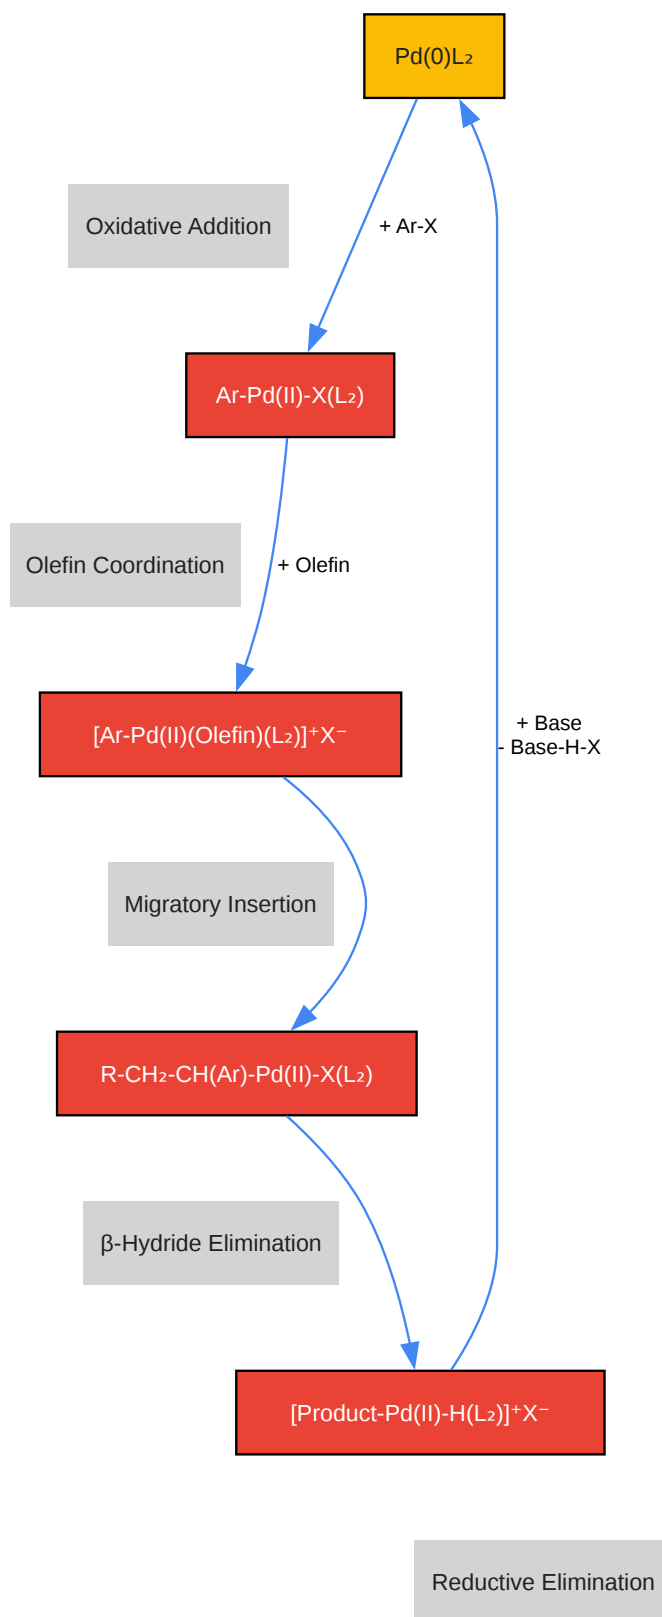 Pd(0)L₂
Oxidative Addition
+ Ar-X
Ar-Pd(II)-X(L₂)
Olefin Coordination
+ Olefin
[Ar-Pd(II)(Olefin)(L₂)]⁺X⁻
+ Base
- Base-H-X
Migratory Insertion
R-CH₂-CH(Ar)-Pd(II)-X(L₂)
β-Hydride Elimination
[Product-Pd(II)-H(L₂)]⁺X⁻
Reductive Elimination